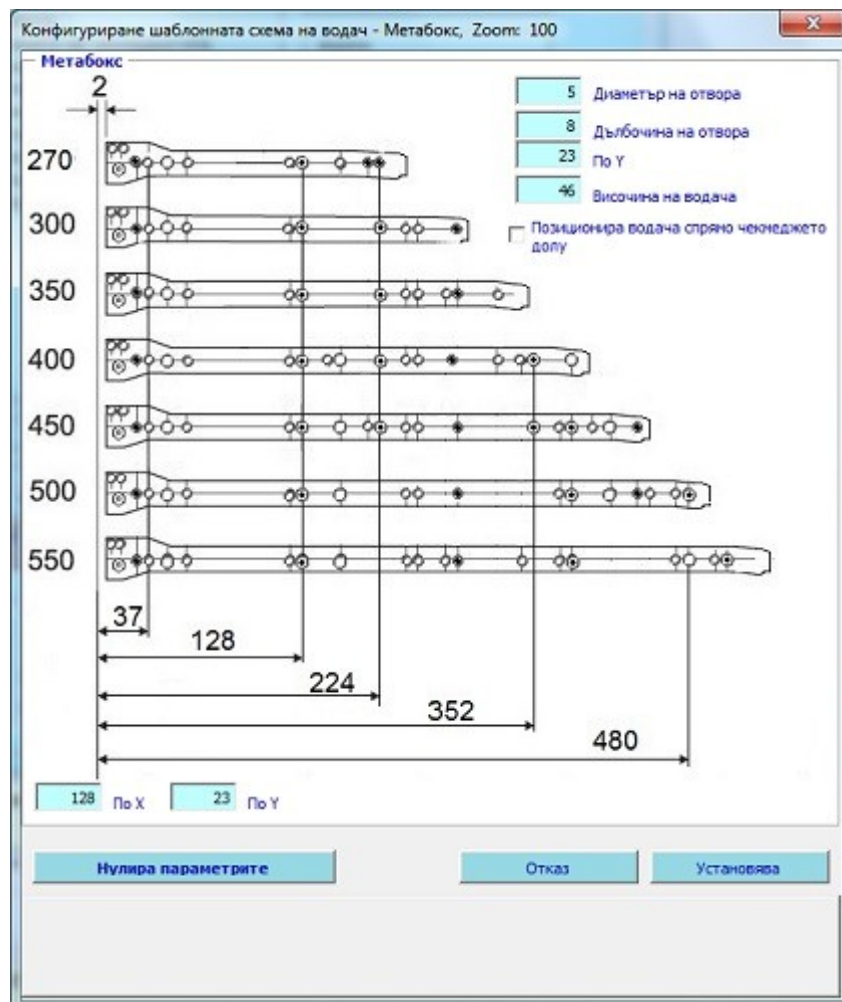 Конфигуриране шаблонната схема на водач - Метабокс, Zoom: 100
Метабокс
2
5 Диаметър на отвора
8 Дълбочина на отвора
23 По Y
46 Височина на водача
Позиционира водача спрямо чекмеджето
долу
270
300
350
400
450
500
550
37
128
224
352
480
128 По X 23 По Y
Нулира параметрите
Отказ
Установява